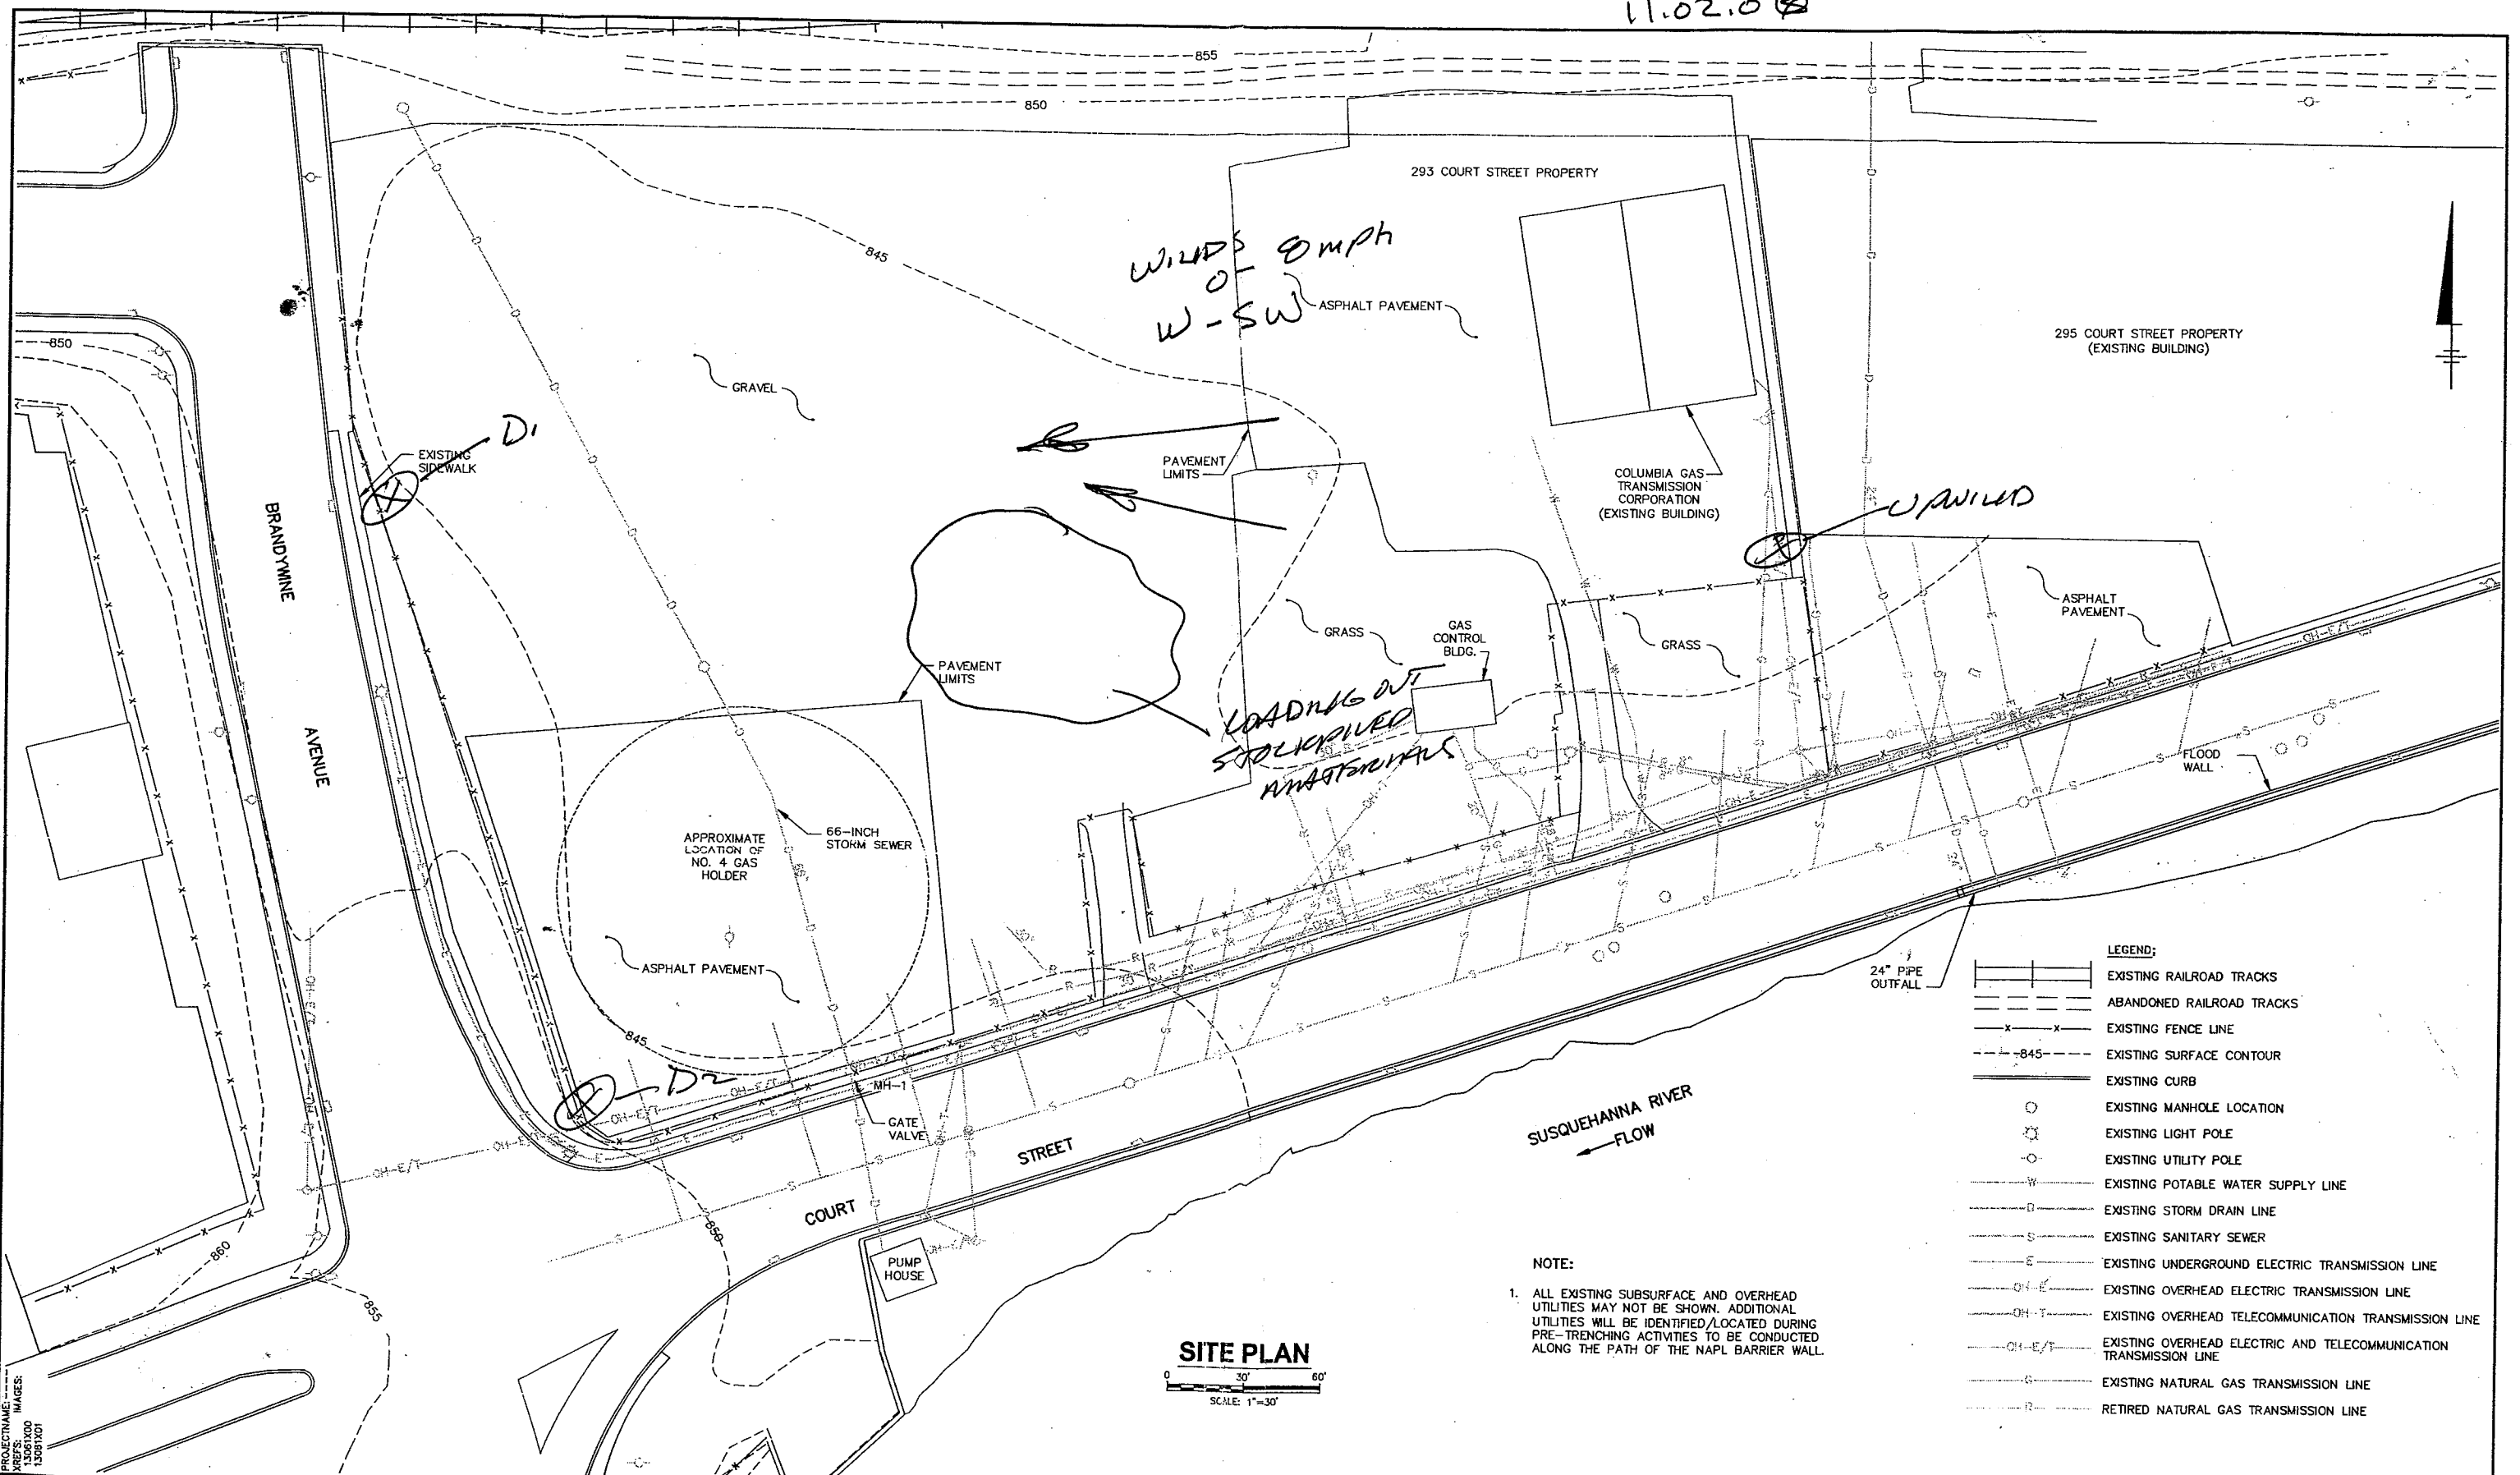 11.02.08
855
850
293 COURT STREET PROPERTY
845
WINDS 8 mph
0-
W-SW
ASPHALT PAVEMENT
295 COURT STREET PROPERTY
(EXISTING BUILDING)
850
GRAVEL
D1
EXISTING
SIDEWALK
PAVEMENT
LIMITS
COLUMBIA GAS
TRANSMISSION
CORPORATION
(EXISTING BUILDING)
UPWIND
BRANDYWINE
AVENUE
ASPHALT
PAVEMENT
GRASS
GAS
CONTROL
BLDG.
GRASS
PAVEMENT
LIMITS
LOADING OUT
STOCKPILED
MATERIALS
FLOOD
WALL
66-INCH
STORM SEWER
APPROXIMATE
LOCATION OF
NO. 4 GAS
HOLDER
ASPHALT PAVEMENT
845
D2
MH-1
GATE
VALVE
24" PIPE
OUTFALL
SUSQUEHANNA RIVER
FLOW
COURT
STREET
850
860
855
PUMP
HOUSE
LEGEND:
EXISTING RAILROAD TRACKS
ABANDONED RAILROAD TRACKS
x x EXISTING FENCE LINE
845 EXISTING SURFACE CONTOUR
EXISTING CURB
EXISTING MANHOLE LOCATION
EXISTING LIGHT POLE
EXISTING UTILITY POLE
W EXISTING POTABLE WATER SUPPLY LINE
D EXISTING STORM DRAIN LINE
S EXISTING SANITARY SEWER
E EXISTING UNDERGROUND ELECTRIC TRANSMISSION LINE
OH-E EXISTING OVERHEAD ELECTRIC TRANSMISSION LINE
OH-T EXISTING OVERHEAD TELECOMMUNICATION TRANSMISSION LINE
OH-E/T EXISTING OVERHEAD ELECTRIC AND TELECOMMUNICATION
TRANSMISSION LINE
G EXISTING NATURAL GAS TRANSMISSION LINE
R RETIRED NATURAL GAS TRANSMISSION LINE
NOTE:
1. ALL EXISTING SUBSURFACE AND OVERHEAD
UTILITIES MAY NOT BE SHOWN. ADDITIONAL
UTILITIES WILL BE IDENTIFIED/LOCATED DURING
PRE-TRENCHING ACTIVITIES TO BE CONDUCTED
ALONG THE PATH OF THE NAPL BARRIER WALL.
SITE PLAN
0 30' 60'
SCALE: 1"=30'
PROJECTNAME: ----
XREFS: IMAGES:
13061X00
13061X01